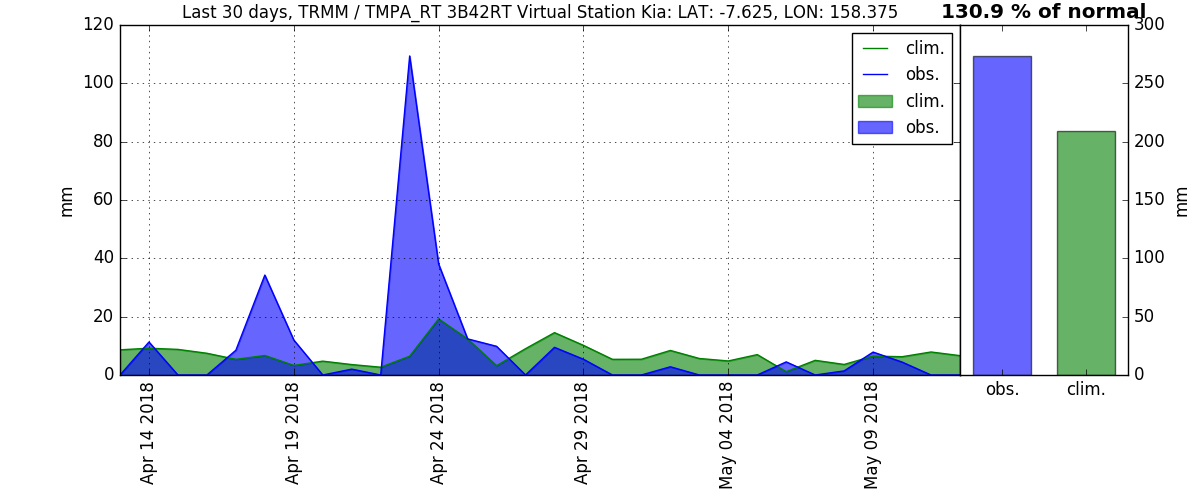 Last 30 days, TRMM / TMPA_RT 3B42RT Virtual Station Kia: LAT: -7.625, LON: 158.375
130.9 % of normal
120
100
80
60
40
20
0
mm
clim.
obs.
clim.
obs.
Apr 14 2018
Apr 19 2018
Apr 24 2018
Apr 29 2018
May 04 2018
May 09 2018
300
250
200
150
100
50
0
mm
obs.
clim.